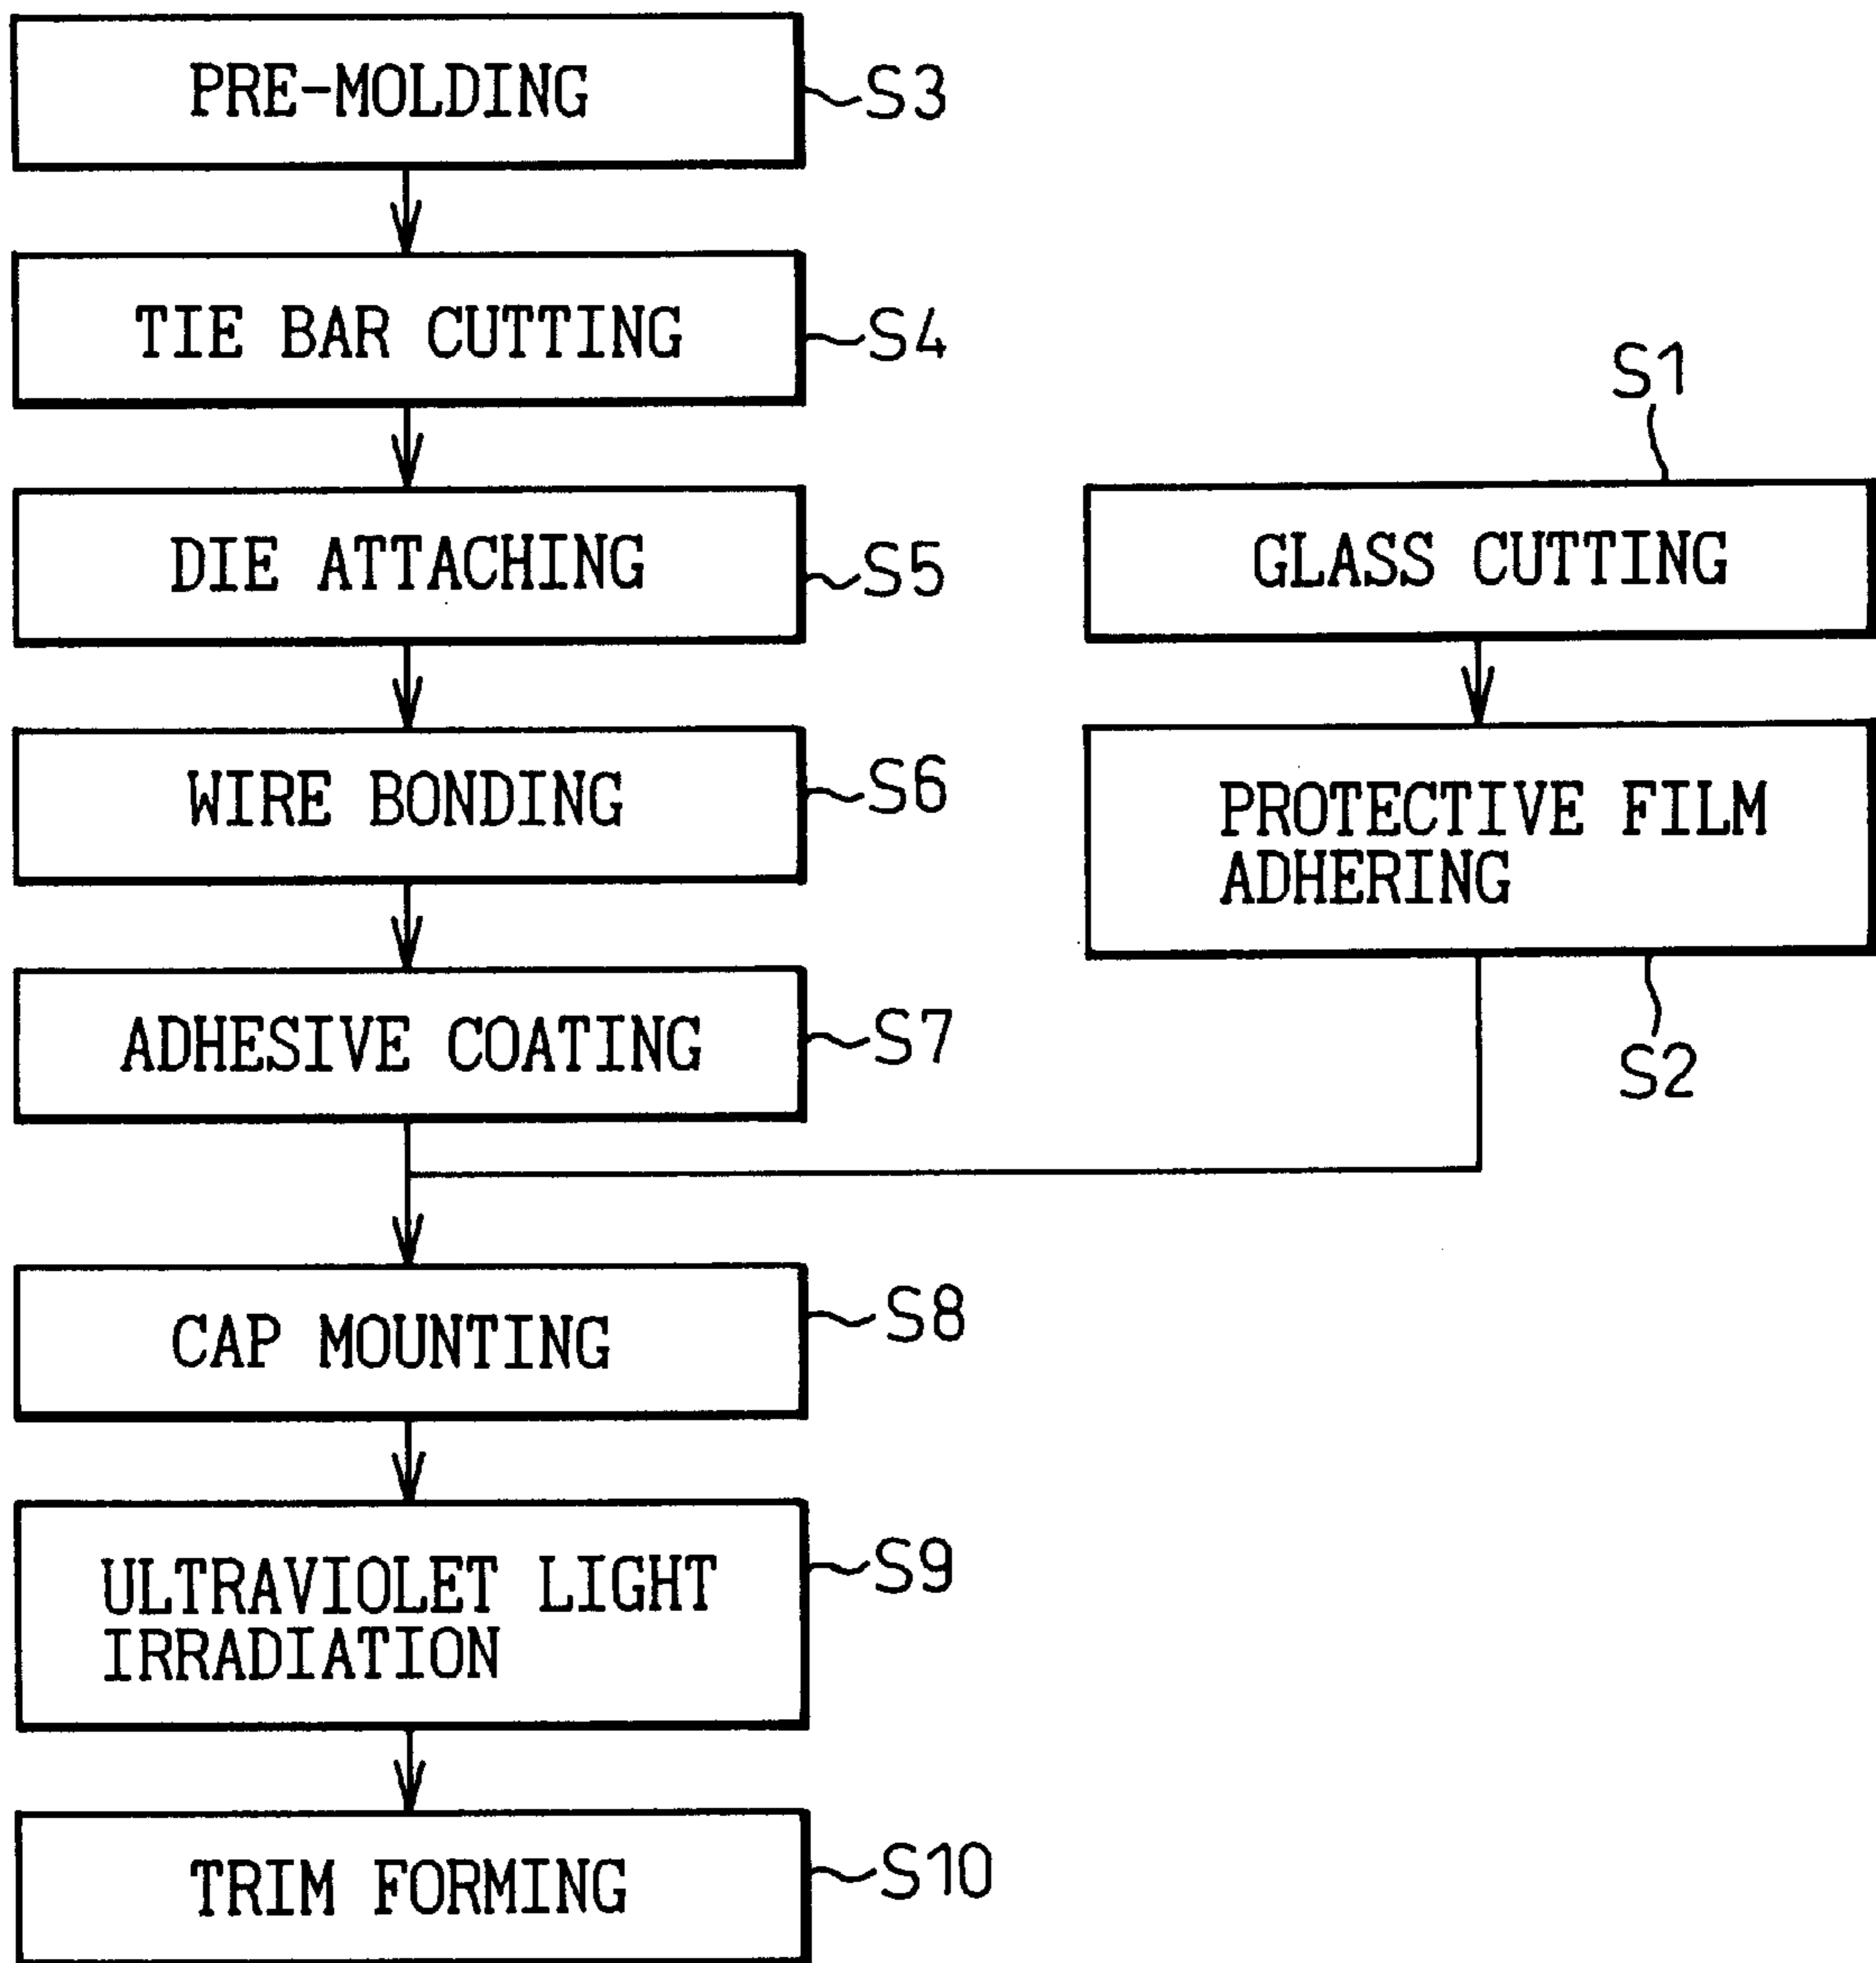 PRE-MOLDING
S3
TIE BAR CUTTING
S4
DIE ATTACHING
S5
WIRE BONDING
S6
ADHESIVE COATING
S7
S1
GLASS CUTTING
PROTECTIVE FILM
ADHERING
S2
CAP MOUNTING
S8
ULTRAVIOLET LIGHT
IRRADIATION
S9
TRIM FORMING
S10